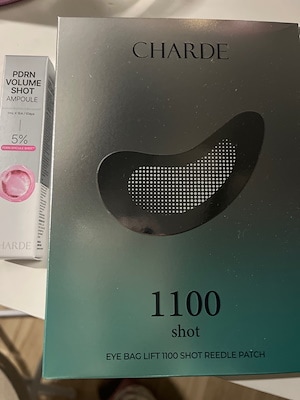 PDRN
VOLUME
SHOT
AMPOULE
5%
CHARDE
CHARDE
1100
shot
EYE BAG LIFT 1100 SHOT REEDLE PATCH